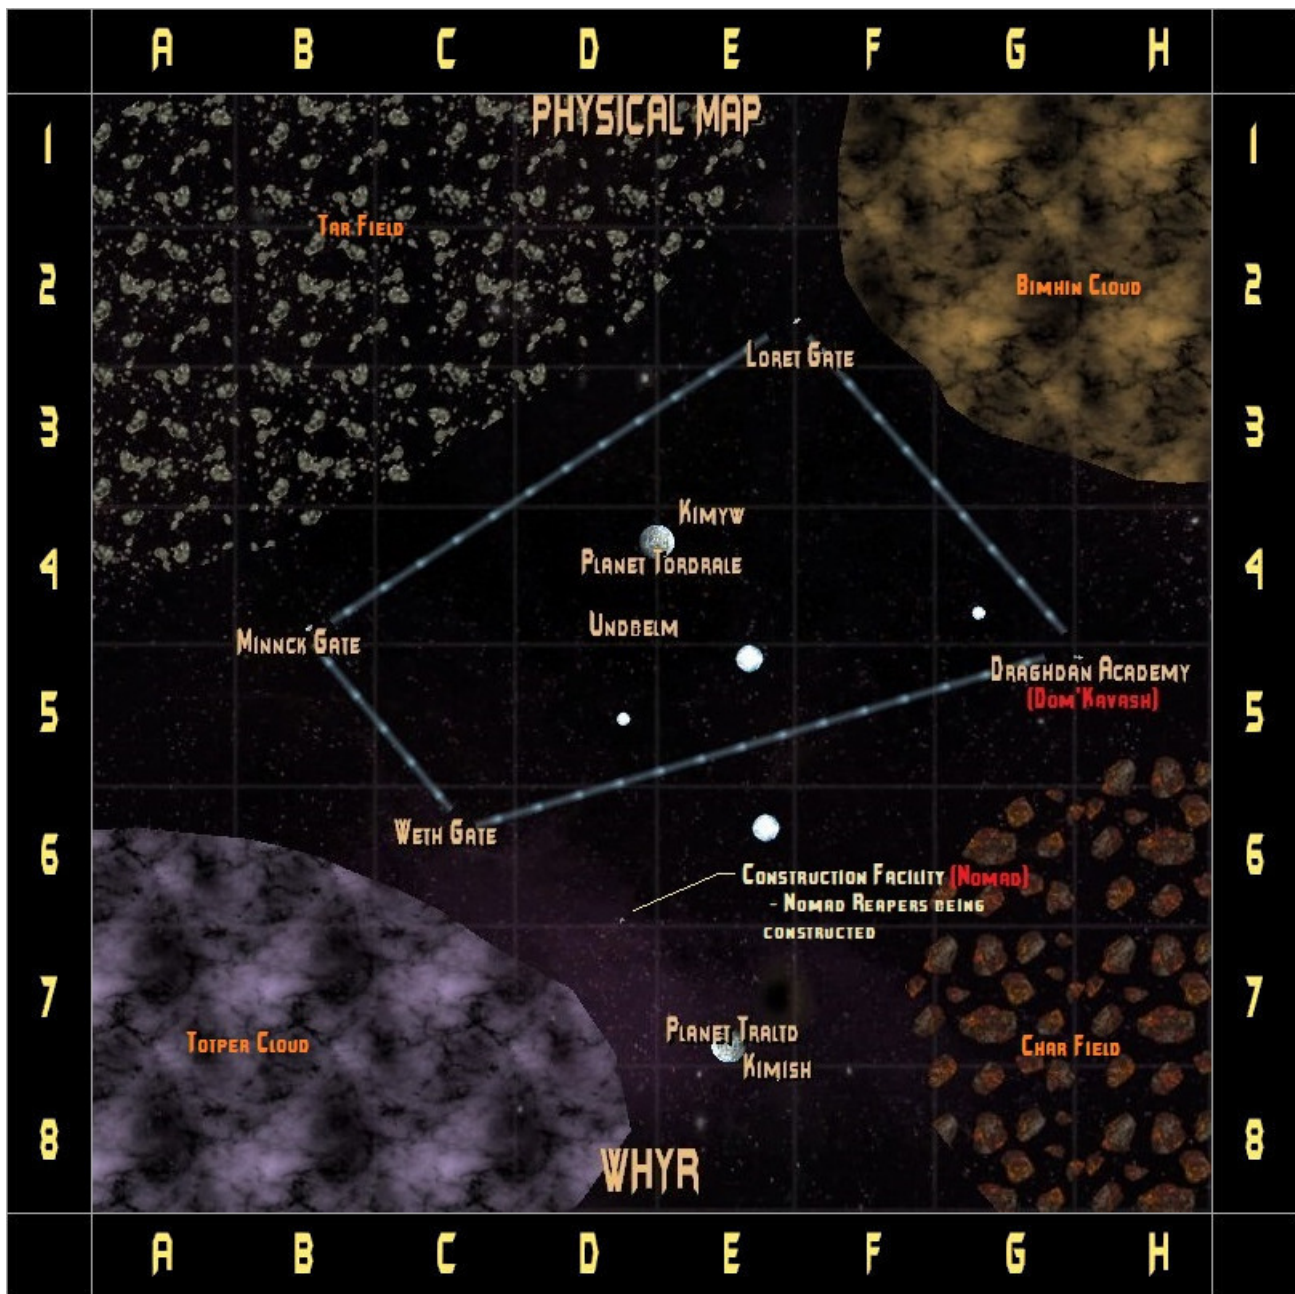 A B C D E F G H
PHYSICAL MAP
1 1
Tar Field
2 2
Bimhin Cloud
Loret Gate
3 3
Kimyw
Planet Tordrale
4 4
Undbelm
Minnck Gate
Draghdan Academy
(Dom'Kavash)
5 5
Weth Gate
6 6
Construction Facility (Nomad)
- Nomad Reapers being
constructed
7 7
Planet Traltd
Totper Cloud
Char Field
Kimish
8 8
WHYR
A B C D E F G H